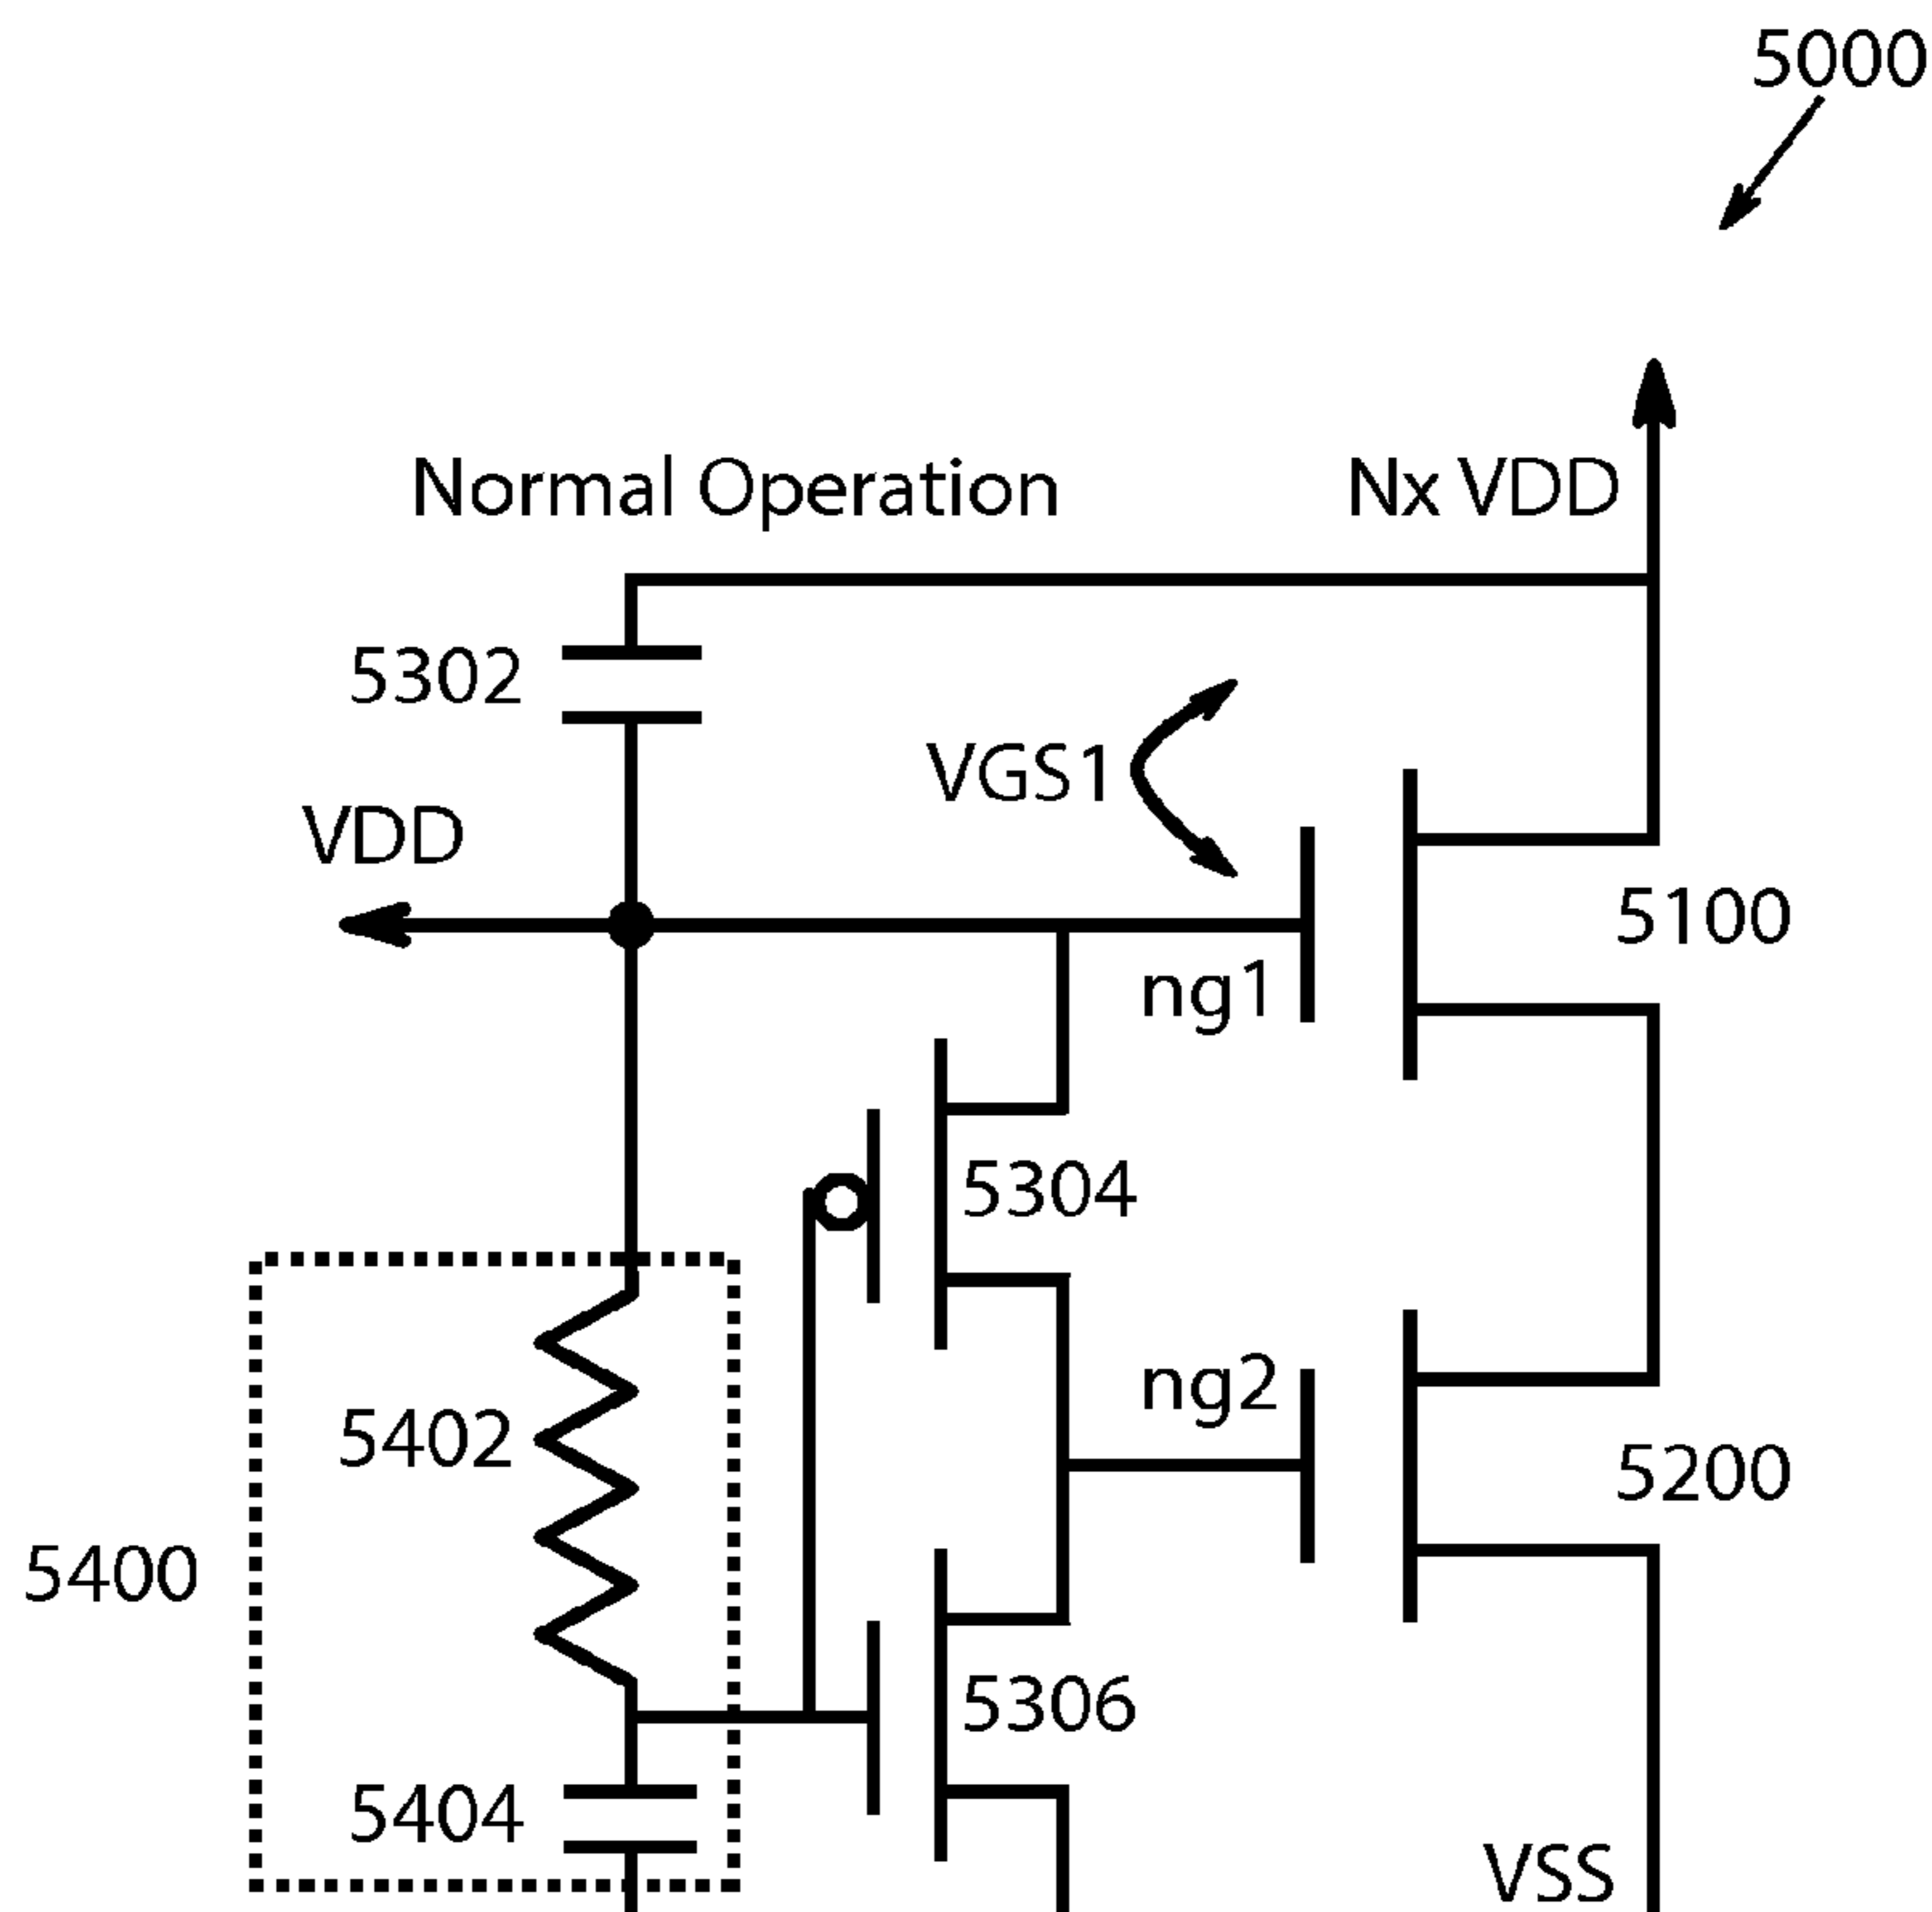 5000
Normal Operation
Nx VDD
5302
VGS1
VDD
5100
ng1
5304
ng2
5402
5200
5400
5306
5404
VSS